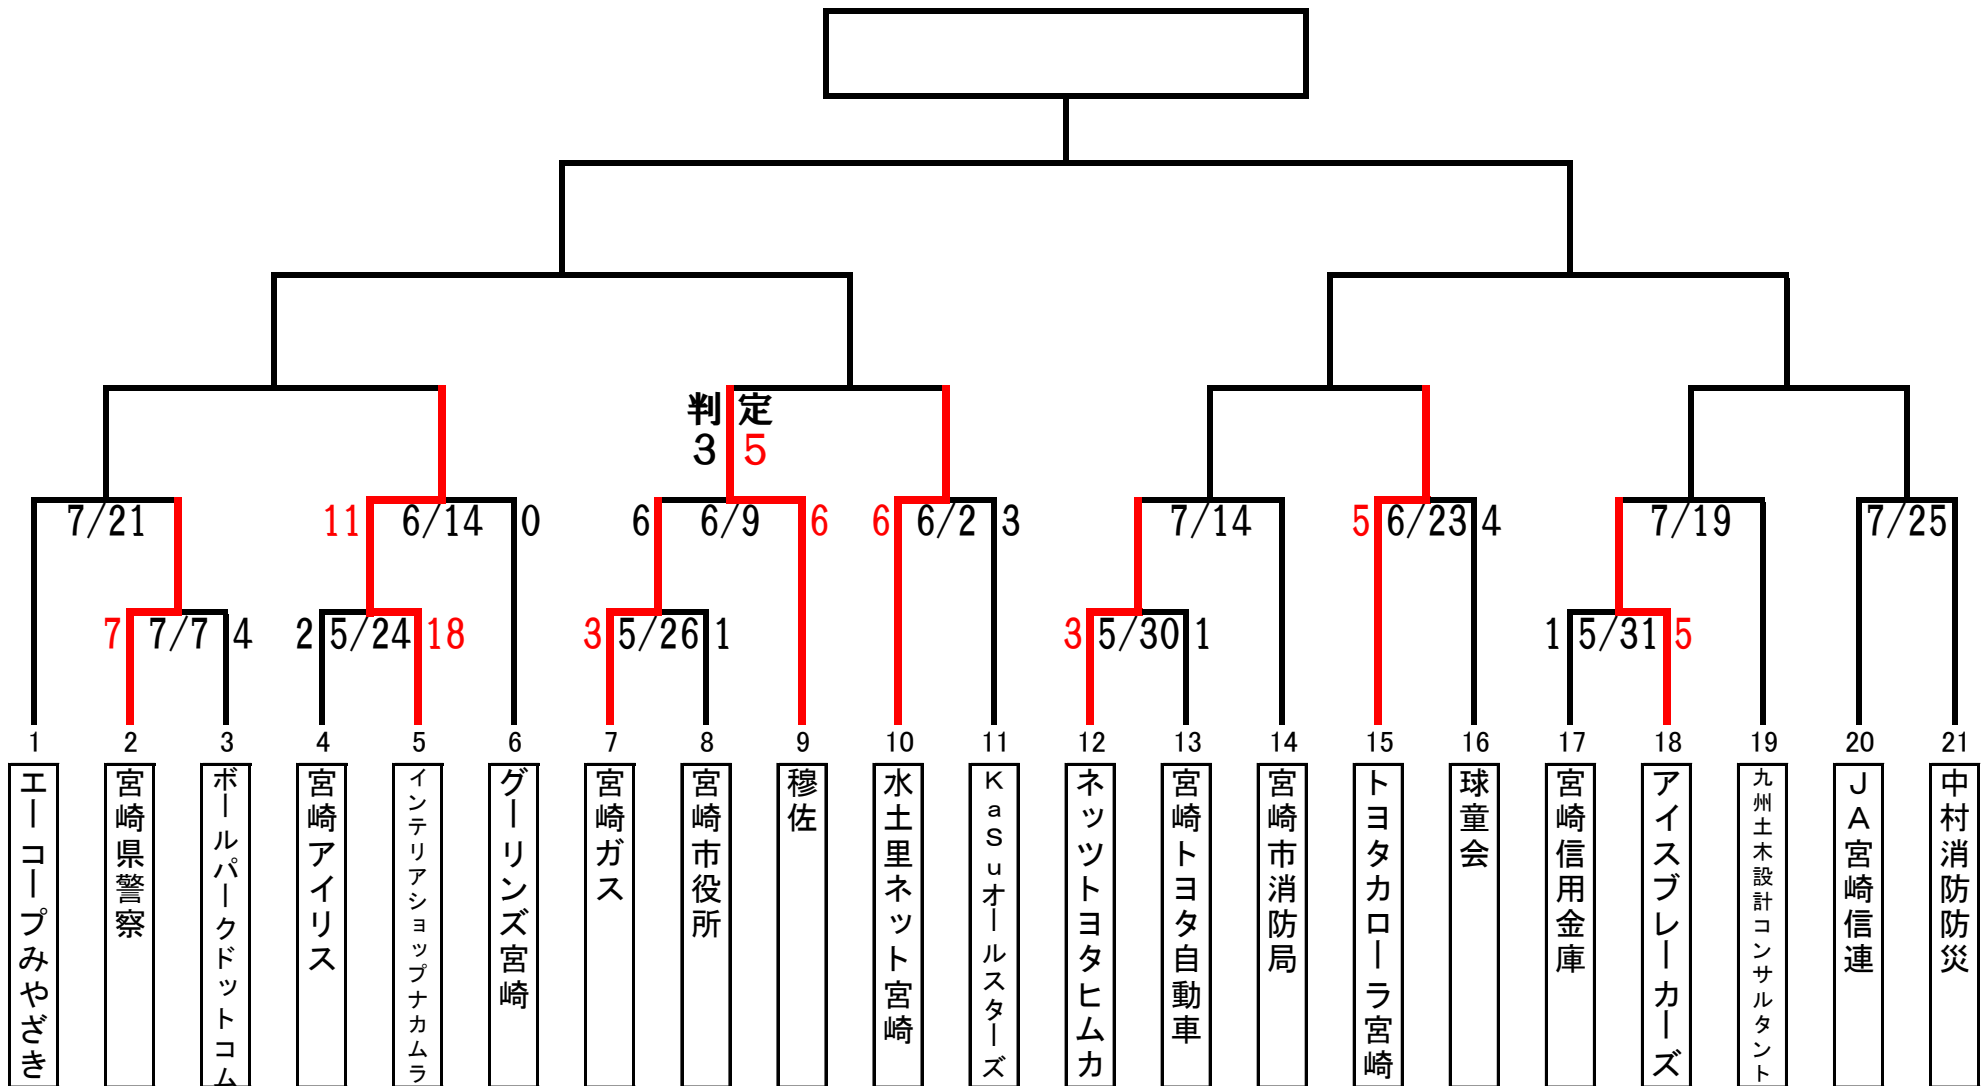 判定
3 5
7/21
11 6/14 0
6 6/9 6
6 6/2 3
7/14
5 6/23 4
7/19
7/25
7 7/7 4
2 5/24 18
3 5/26 1
3 5/30 1
1 5/31 5
1 2 3 4 5 6 7 8 9 10 11 12 13 14 15 16 17 18 19 20 21
エーコープみやざき
宮崎県警察
ボールパークドットコム
宮崎アイリス
インテリアショップナカムラ
グーリンズ宮崎
宮崎ガス
宮崎市役所
穆佐
水土里ネット宮崎
KaSuオールスターズ
ネッツトヨタヒムカ
宮崎トヨタ自動車
宮崎市消防局
トヨタカローラ宮崎
球童会
宮崎信用金庫
アイスブレーカーズ
九州土木設計コンサルタント
JA宮崎信連
中村消防防災